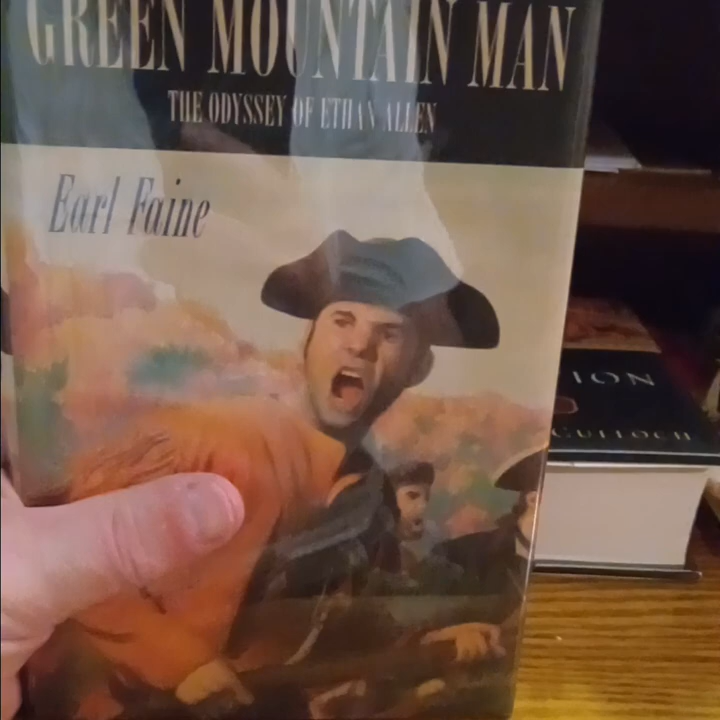 GREEN MOUNTAIN MAN
THE ODYSSEY OF ETHAN ALLEN
Earl Faine
ION
CULLOCH